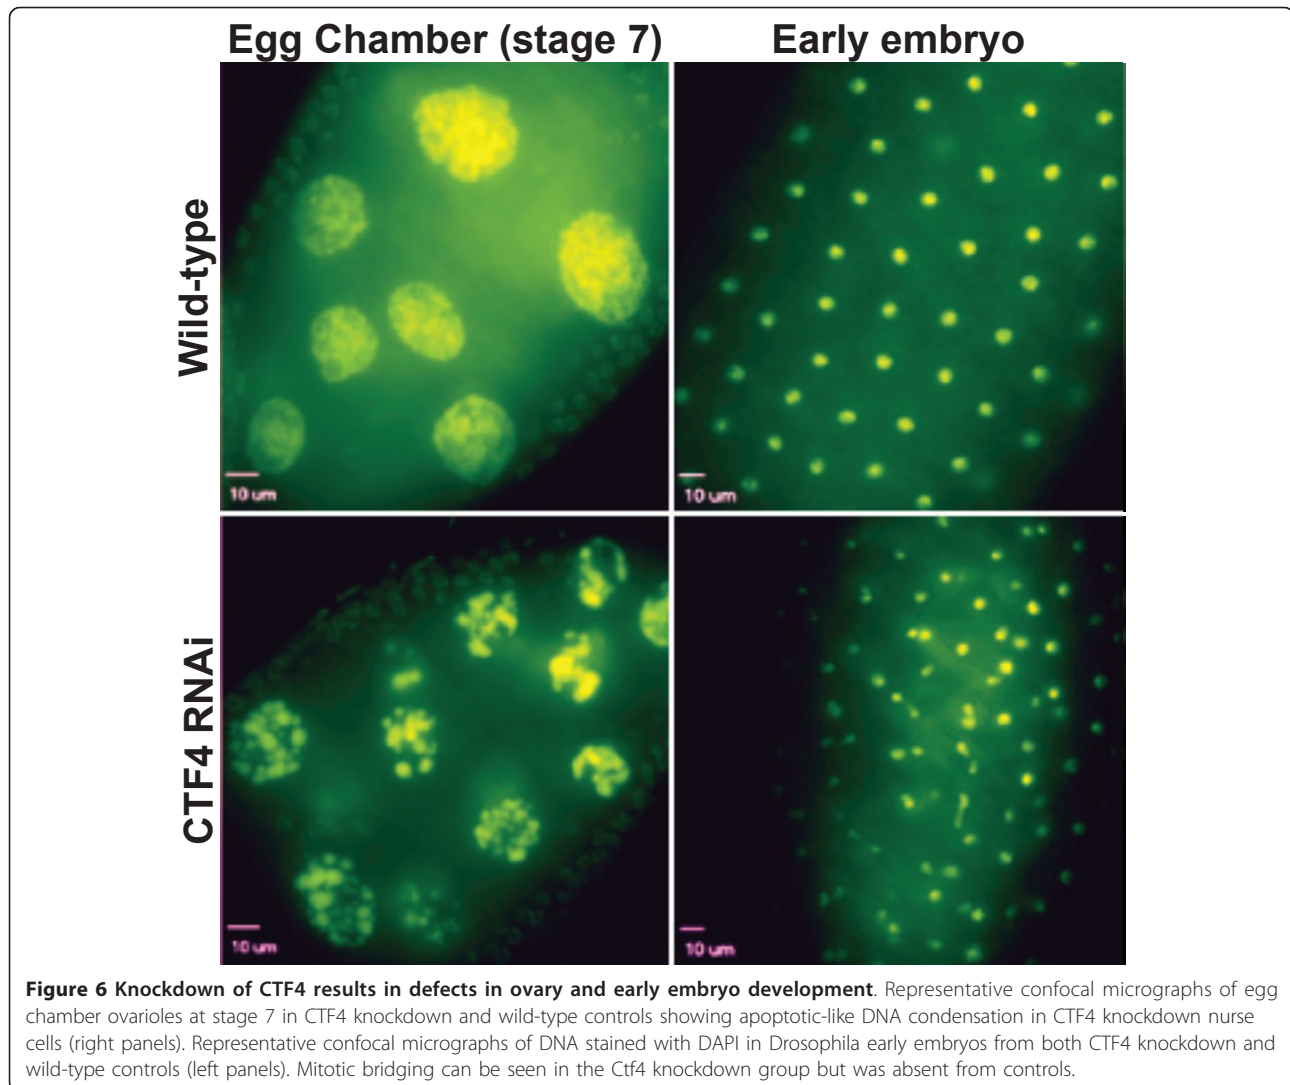 Egg Chamber (stage 7)
Early embryo
Wild-type
10 um
10 um
CTF4 RNAi
10 um
10 um
Figure 6 Knockdown of CTF4 results in defects in ovary and early embryo development. Representative confocal micrographs of egg
chamber ovarioles at stage 7 in CTF4 knockdown and wild-type controls showing apoptotic-like DNA condensation in CTF4 knockdown nurse
cells (right panels). Representative confocal micrographs of DNA stained with DAPI in Drosophila early embryos from both CTF4 knockdown and
wild-type controls (left panels). Mitotic bridging can be seen in the Ctf4 knockdown group but was absent from controls.